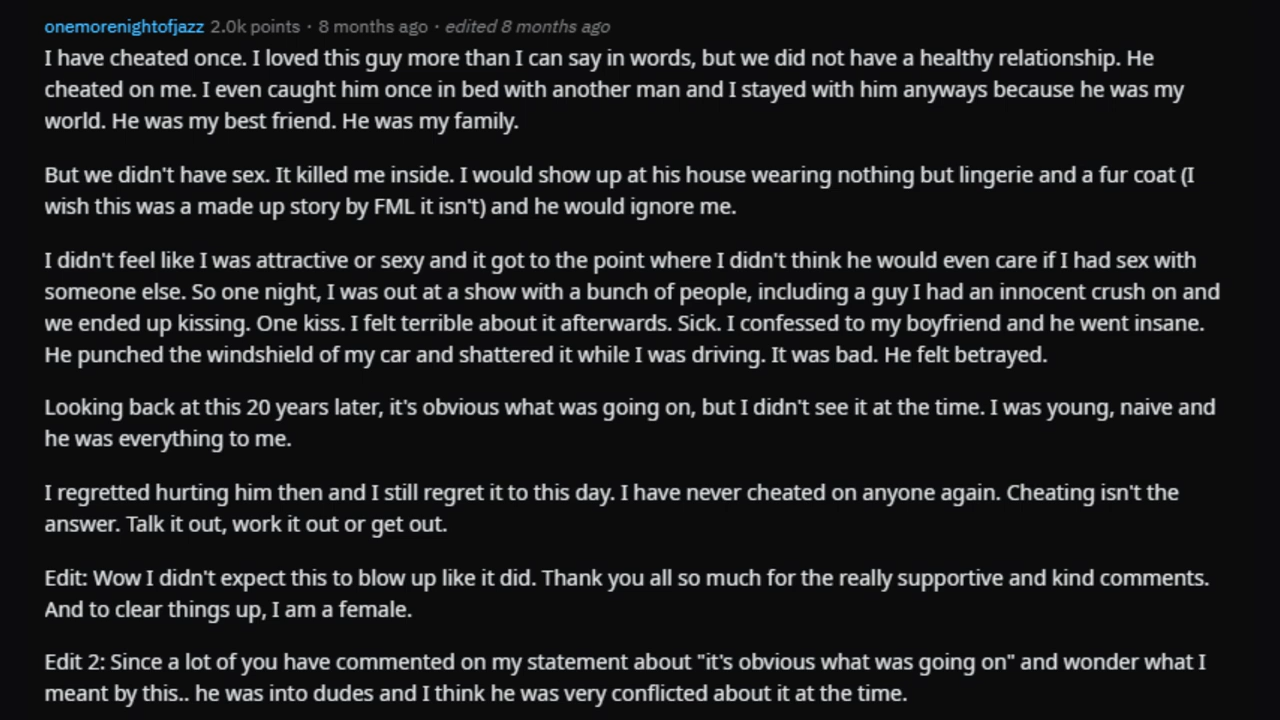 onemorenightofjazz 2.0k points · 8 months ago · edited 8 months ago
I have cheated once. I loved this guy more than I can say in words, but we did not have a healthy relationship. He
cheated on me. I even caught him once in bed with another man and I stayed with him anyways because he was my
world. He was my best friend. He was my family.
But we didn't have sex. It killed me inside. I would show up at his house wearing nothing but lingerie and a fur coat (I
wish this was a made up story by FML it isn't) and he would ignore me.
I didn't feel like I was attractive or sexy and it got to the point where I didn't think he would even care if I had sex with
someone else. So one night, I was out at a show with a bunch of people, including a guy I had an innocent crush on and
we ended up kissing. One kiss. I felt terrible about it afterwards. Sick. I confessed to my boyfriend and he went insane.
He punched the windshield of my car and shattered it while I was driving. It was bad. He felt betrayed.
Looking back at this 20 years later, it's obvious what was going on, but I didn't see it at the time. I was young, naive and
he was everything to me.
I regretted hurting him then and I still regret it to this day. I have never cheated on anyone again. Cheating isn't the
answer. Talk it out, work it out or get out.
Edit: Wow I didn't expect this to blow up like it did. Thank you all so much for the really supportive and kind comments.
And to clear things up, I am a female.
Edit 2: Since a lot of you have commented on my statement about "it's obvious what was going on" and wonder what I
meant by this.. he was into dudes and I think he was very conflicted about it at the time.